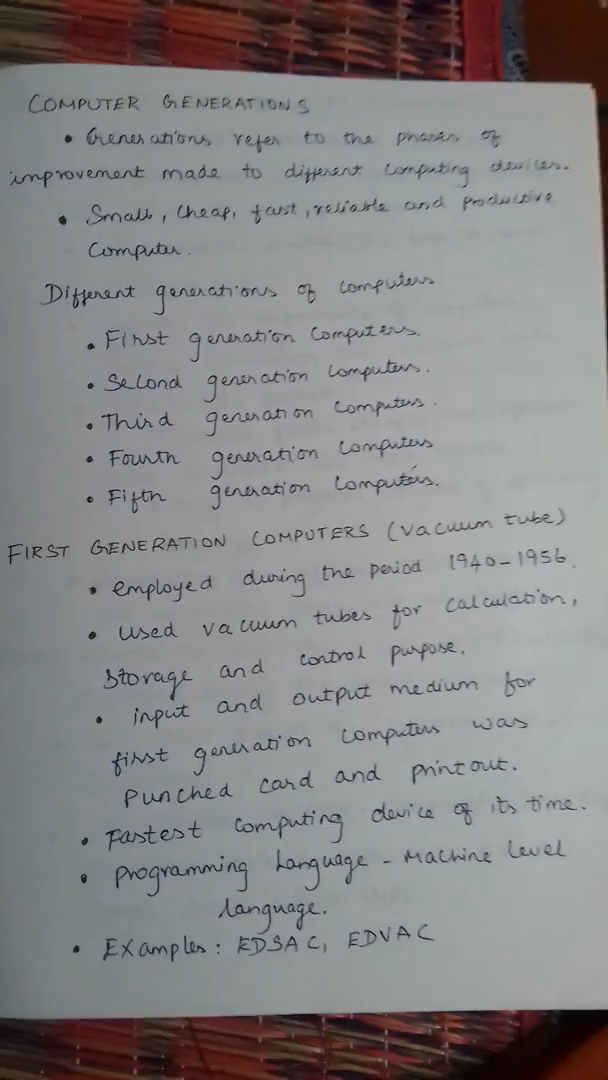 COMPUTER GENERATIONS
• Generations refer to the phases of
improvement made to different computing devices.
• Small, cheap, fast, reliable and productive
Computer.
Different generations of computers
• First generation computers.
• Second generation computers.
• Third generation computers.
• Fourth generation computers
• Fifth generation computers.
FIRST GENERATION COMPUTERS (vacuum tube)
• employed during the period 1940-1956.
• used vacuum tubes for calculation,
storage and control purpose.
• input and output medium for
first generation computers was
punched card and printout.
• Fastest computing device of its time.
• programming language - Machine level
language.
• Examples: EDSAC, EDVAC